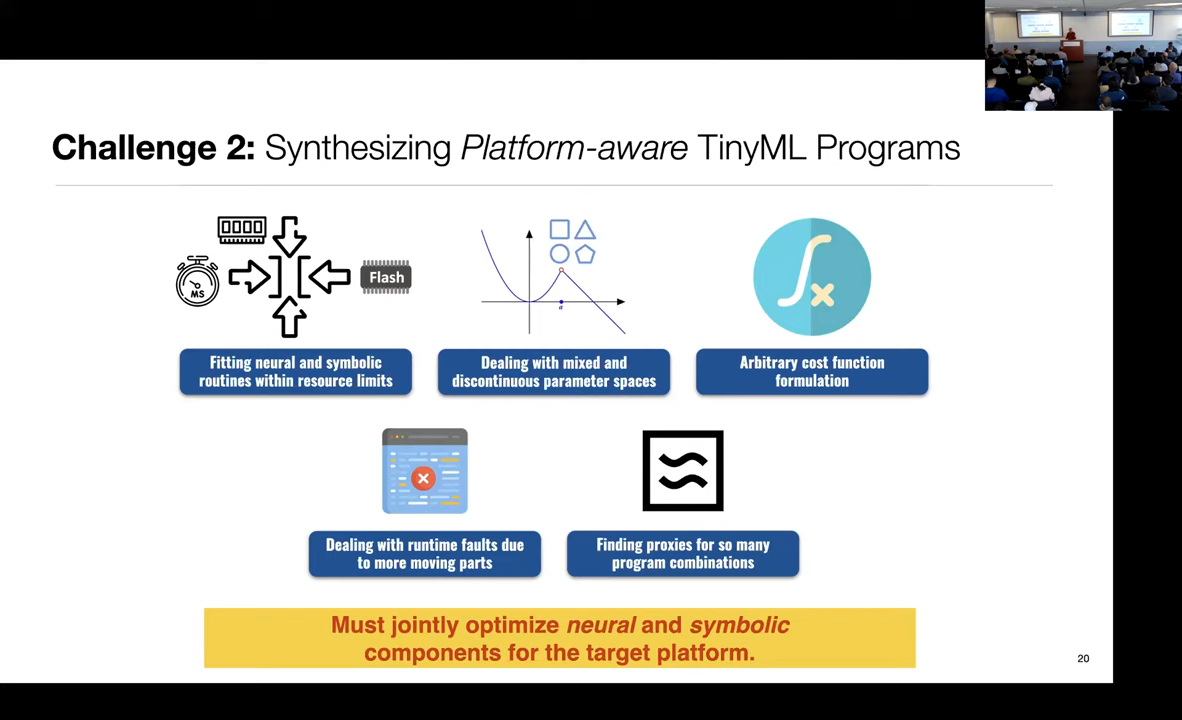 Challenge 2: Synthesizing Platform-aware TinyML Programs
MS
Flash
a
Fitting neural and symbolic
routines within resource limits
Dealing with mixed and
discontinuous parameter spaces
x
Arbitrary cost function
formulation
Dealing with runtime faults due
to more moving parts
Finding proxies for so many
program combinations
Must jointly optimize neural and symbolic
components for the target platform.
20